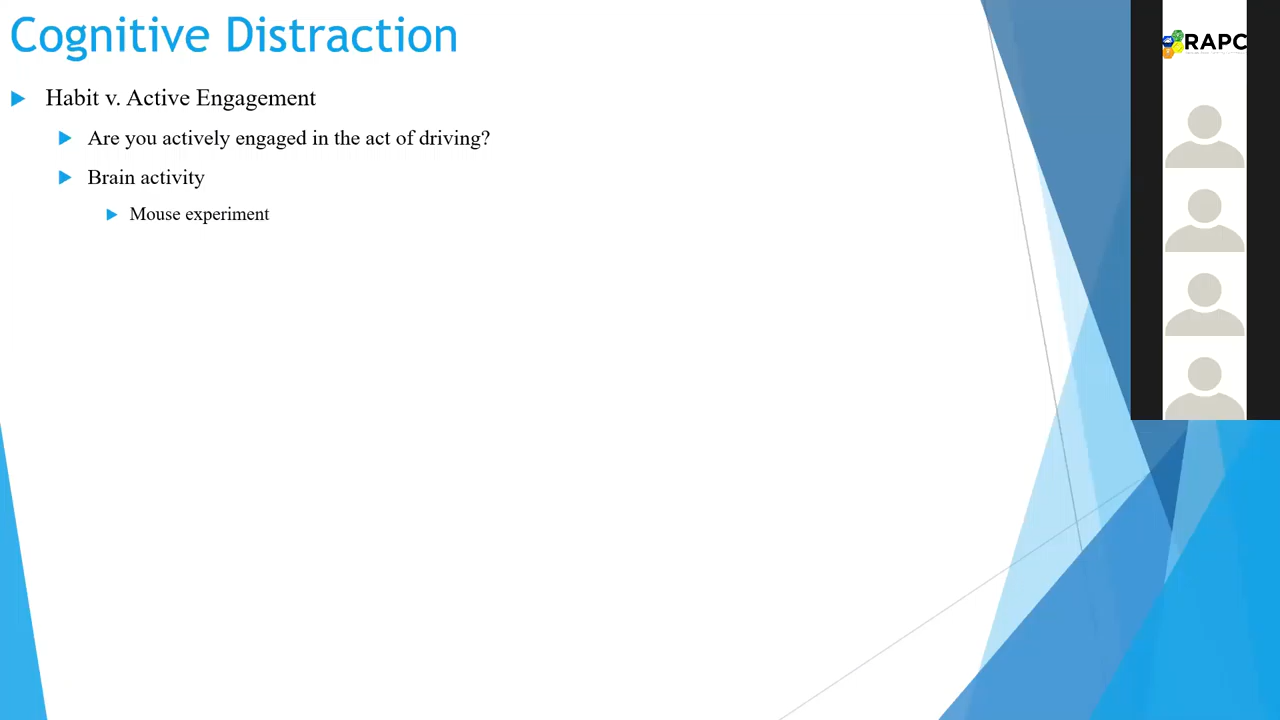 Cognitive Distraction
Habit v. Active Engagement
Are you actively engaged in the act of driving?
Brain activity
Mouse experiment
RAPC